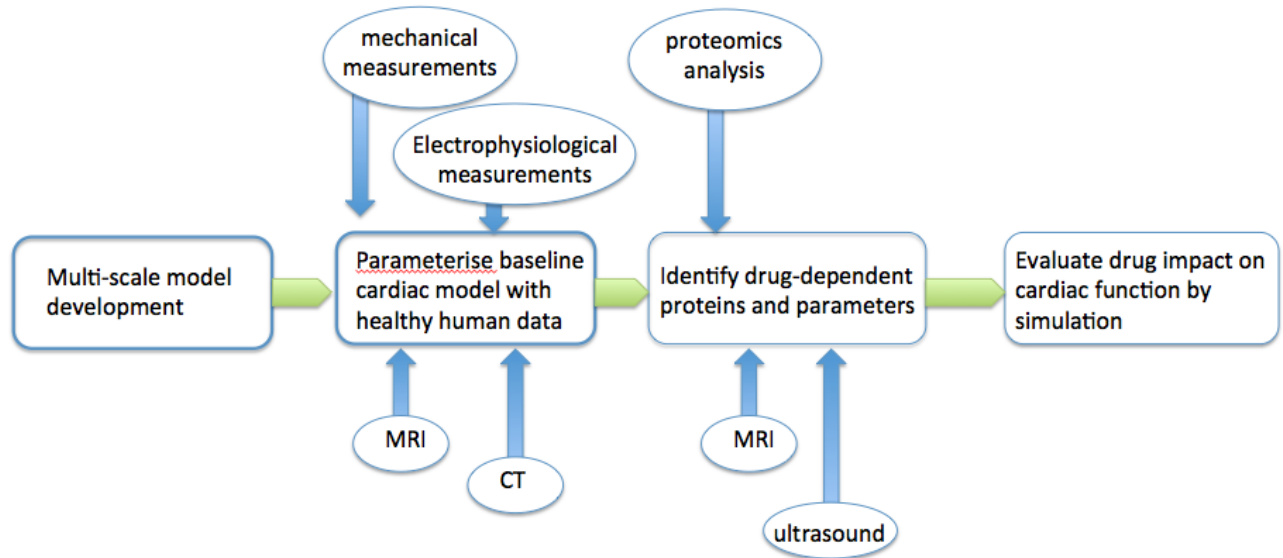 mechanical
measurements
proteomics
analysis
Electrophysiological
measurements
Multi-scale model
development
Parameterise baseline
cardiac model with
healthy human data
Identify drug-dependent
proteins and parameters
Evaluate drug impact on
cardiac function by
simulation
MRI
CT
MRI
ultrasound